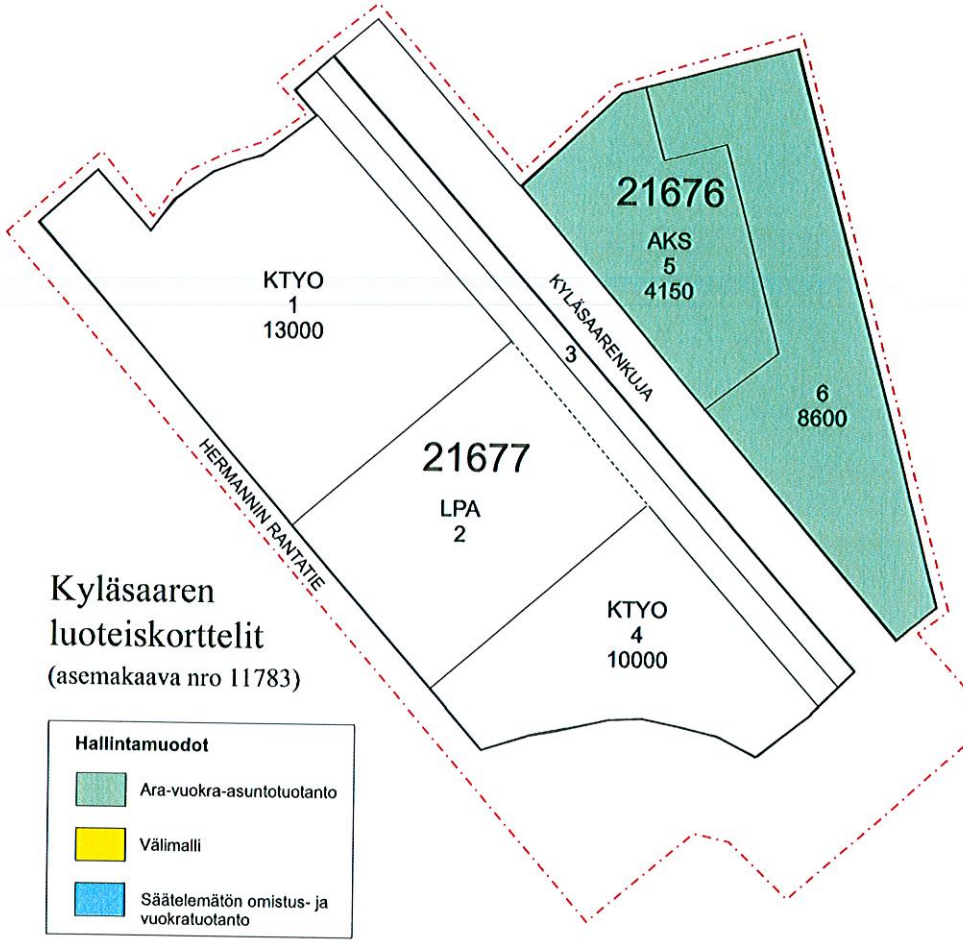 21676
AKS
5
4150
6
8600
KTYO
1
13000
KYLÄSAARENKUJA
3
21677
LPA
2
HERMANNIN RANTATIE
KTYO
4
10000
Kyläsaaren
luoteiskorttelit
(asemakaava nro 11783)
Hallintamuodot
Ara-vuokra-asuntotuotanto
Välimalli
Säätelemätön omistus- ja
vuokratuotanto